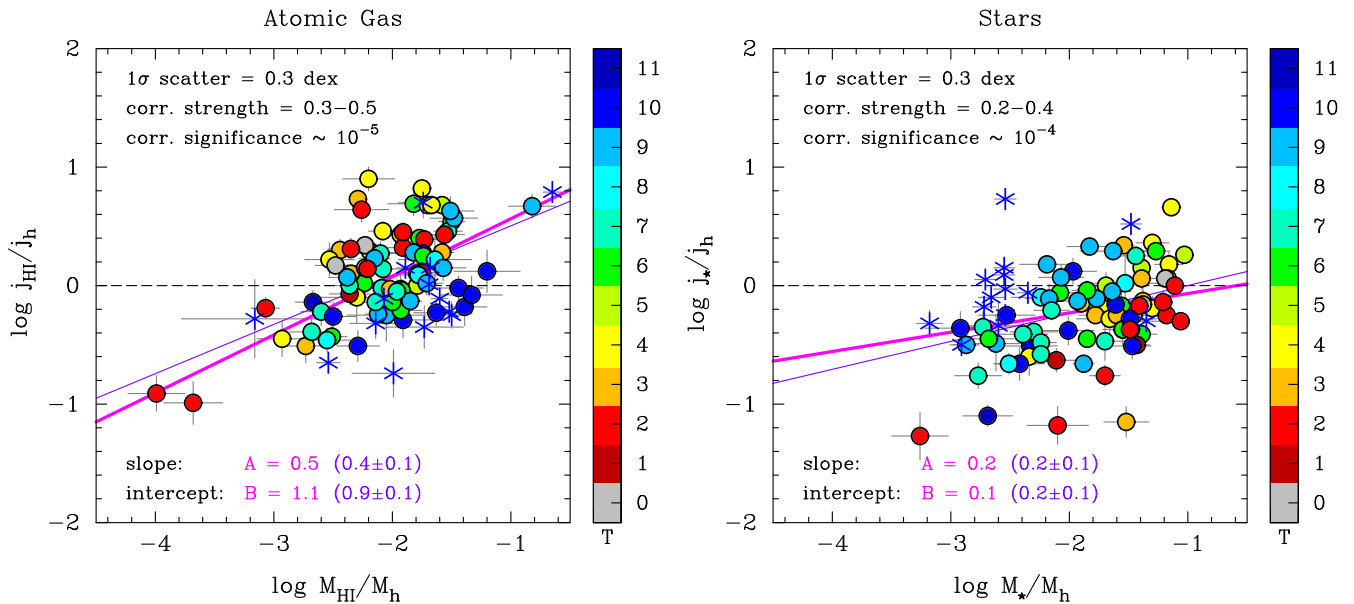 Atomic Gas
1σ scatter = 0.3 dex
corr. strength = 0.3−0.5
corr. significance ~ 10⁻⁵
slope: A = 0.5 (0.4±0.1)
intercept: B = 1.1 (0.9±0.1)
2
1
0
−1
−2
−4
−3
−2
−1
log j_HI/j_h
log M_HI/M_h
11
10
9
8
7
6
5
4
3
2
1
0
T
Stars
1σ scatter = 0.3 dex
corr. strength = 0.2−0.4
corr. significance ~ 10⁻⁴
slope: A = 0.2 (0.2±0.1)
intercept: B = 0.1 (0.2±0.1)
2
1
0
−1
−2
−4
−3
−2
−1
log j_★/j_h
log M_★/M_h
11
10
9
8
7
6
5
4
3
2
1
0
T